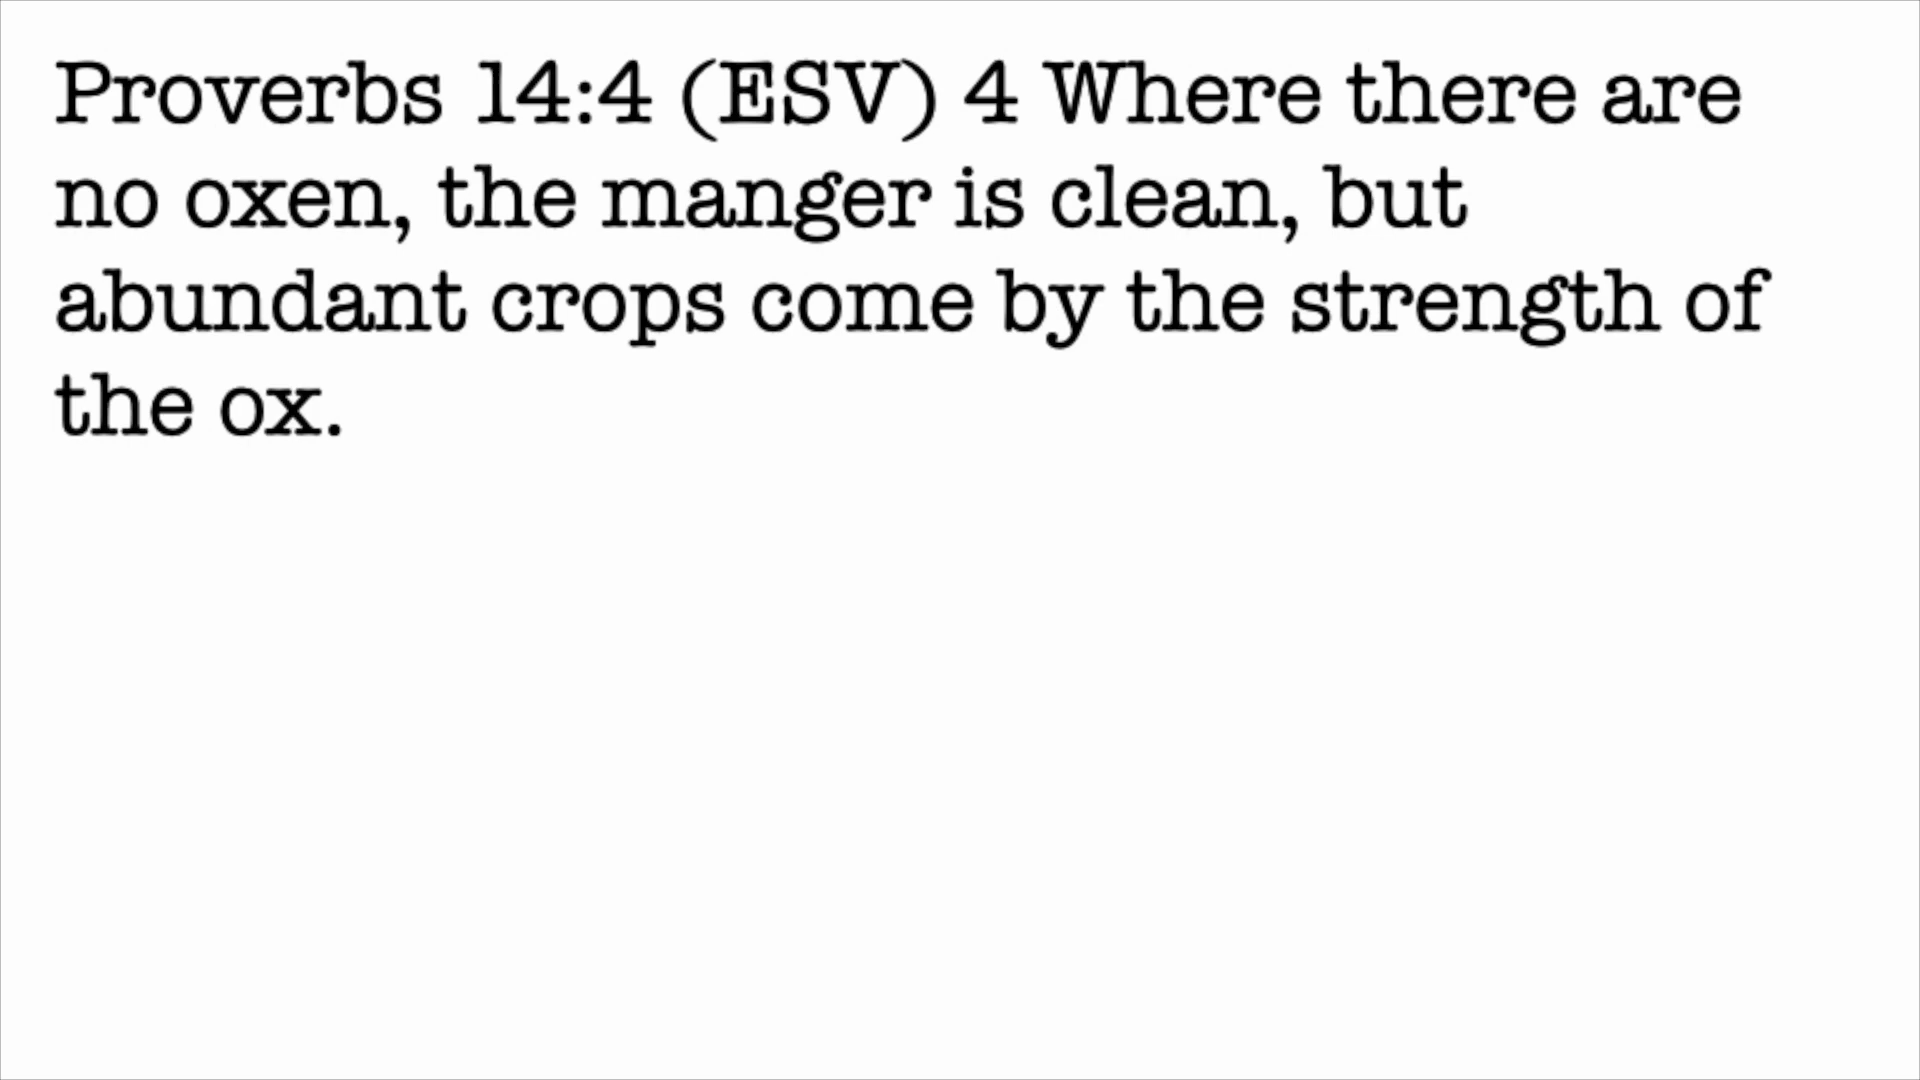 Proverbs 14:4 (ESV) 4 Where there are
no oxen, the manger is clean, but
abundant crops come by the strength of
the ox.